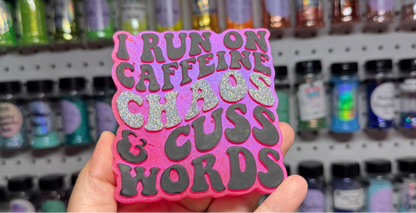 I RUN ON
CAFFEINE
CHAOS
& CUSS
WORDS